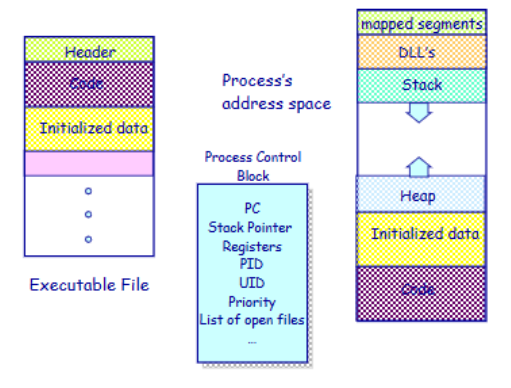 Header
Code
Initialized data
Executable File
Process's
address space
Process Control
Block
PC
Stack Pointer
Registers
PID
UID
Priority
List of open files
...
mapped segments
DLL's
Stack
Heap
Initialized data
Code